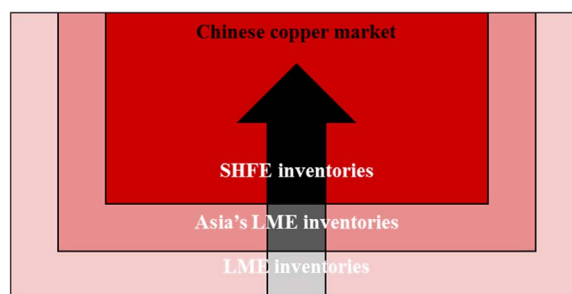 Chinese copper market
SHFE inventories
Asia's LME inventories
LME inventories